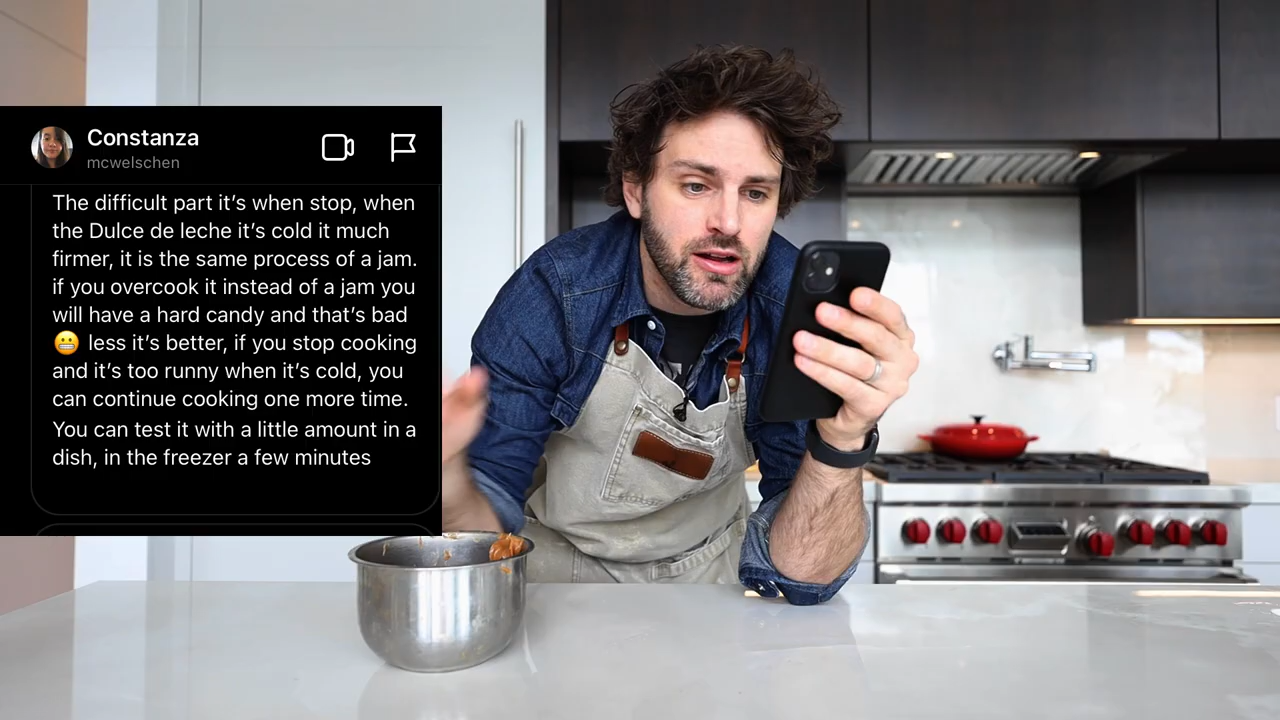 Constanza
mcwelschen
The difficult part it’s when stop, when
the Dulce de leche it’s cold it much
firmer, it is the same process of a jam.
if you overcook it instead of a jam you
will have a hard candy and that’s bad
😬 less it’s better, if you stop cooking
and it’s too runny when it’s cold, you
can continue cooking one more time.
You can test it with a little amount in a
dish, in the freezer a few minutes